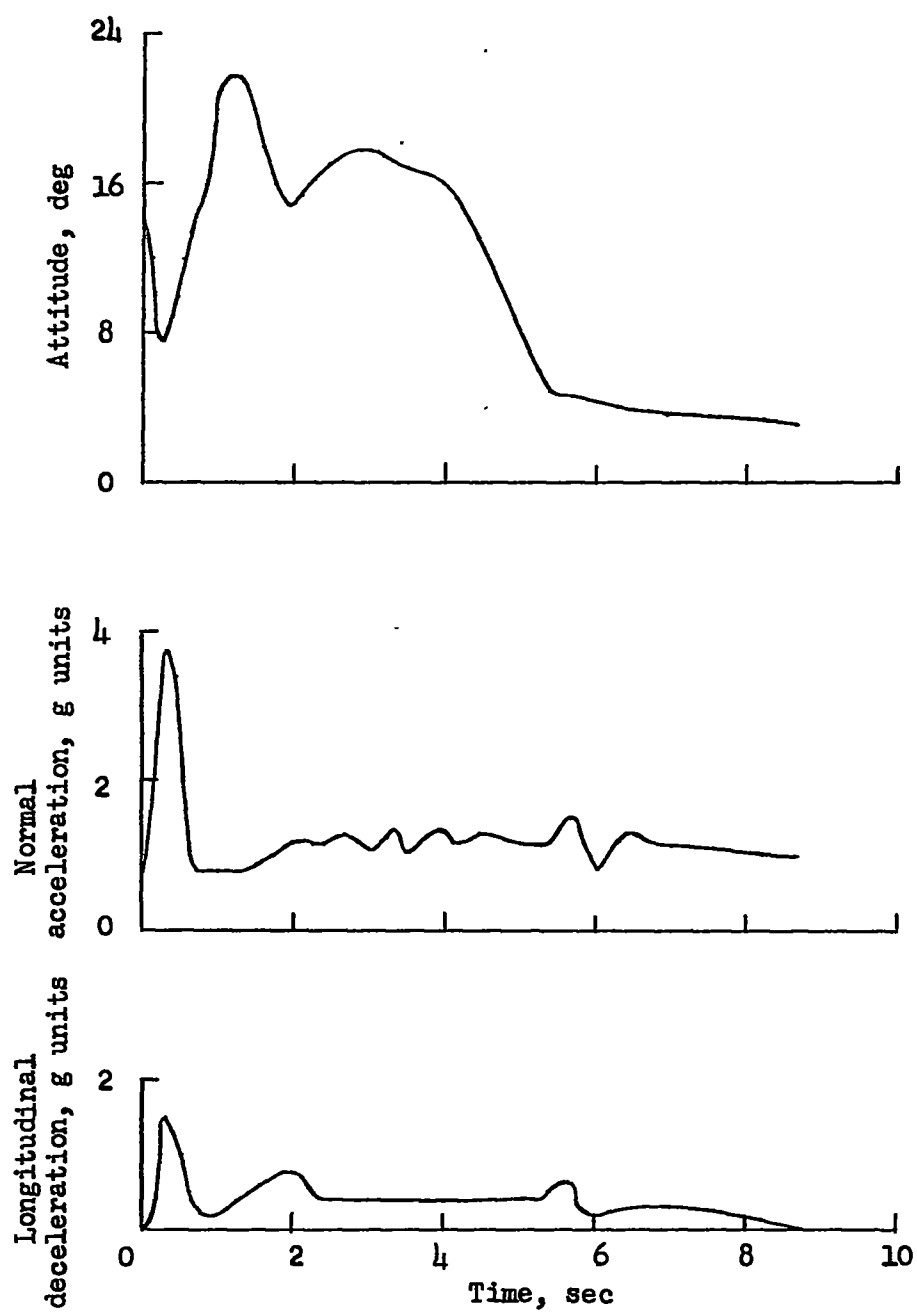 24
16
8
0
Attitude, deg
4
2
0
Normal
acceleration, g units
2
0
Longitudinal
deceleration, g units
2
4
6
8
10
Time, sec